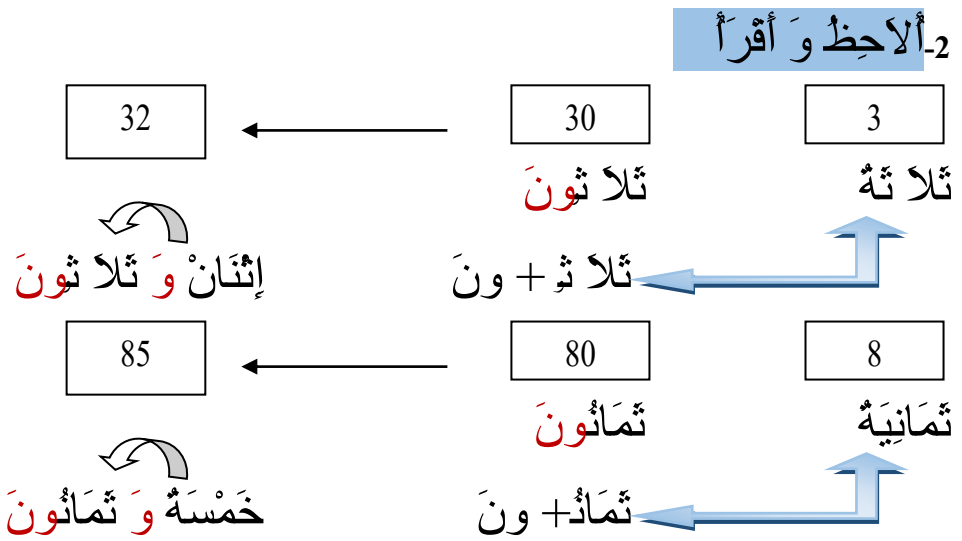 2-أُلاَحِظُ وَ أَقْرَأُ
3 30 32
ثَلاَ ثَةٌ ثَلاَ ثُونَ
ثَلاَ ثُ + ونَ إِثْنَانْ وَ ثَلاَ ثُونَ
8 80 85
ثَمَانِيَةٌ ثَمَانُونَ
ثَمَانُ+ ونَ خَمْسَةٌ وَ ثَمَانُونَ